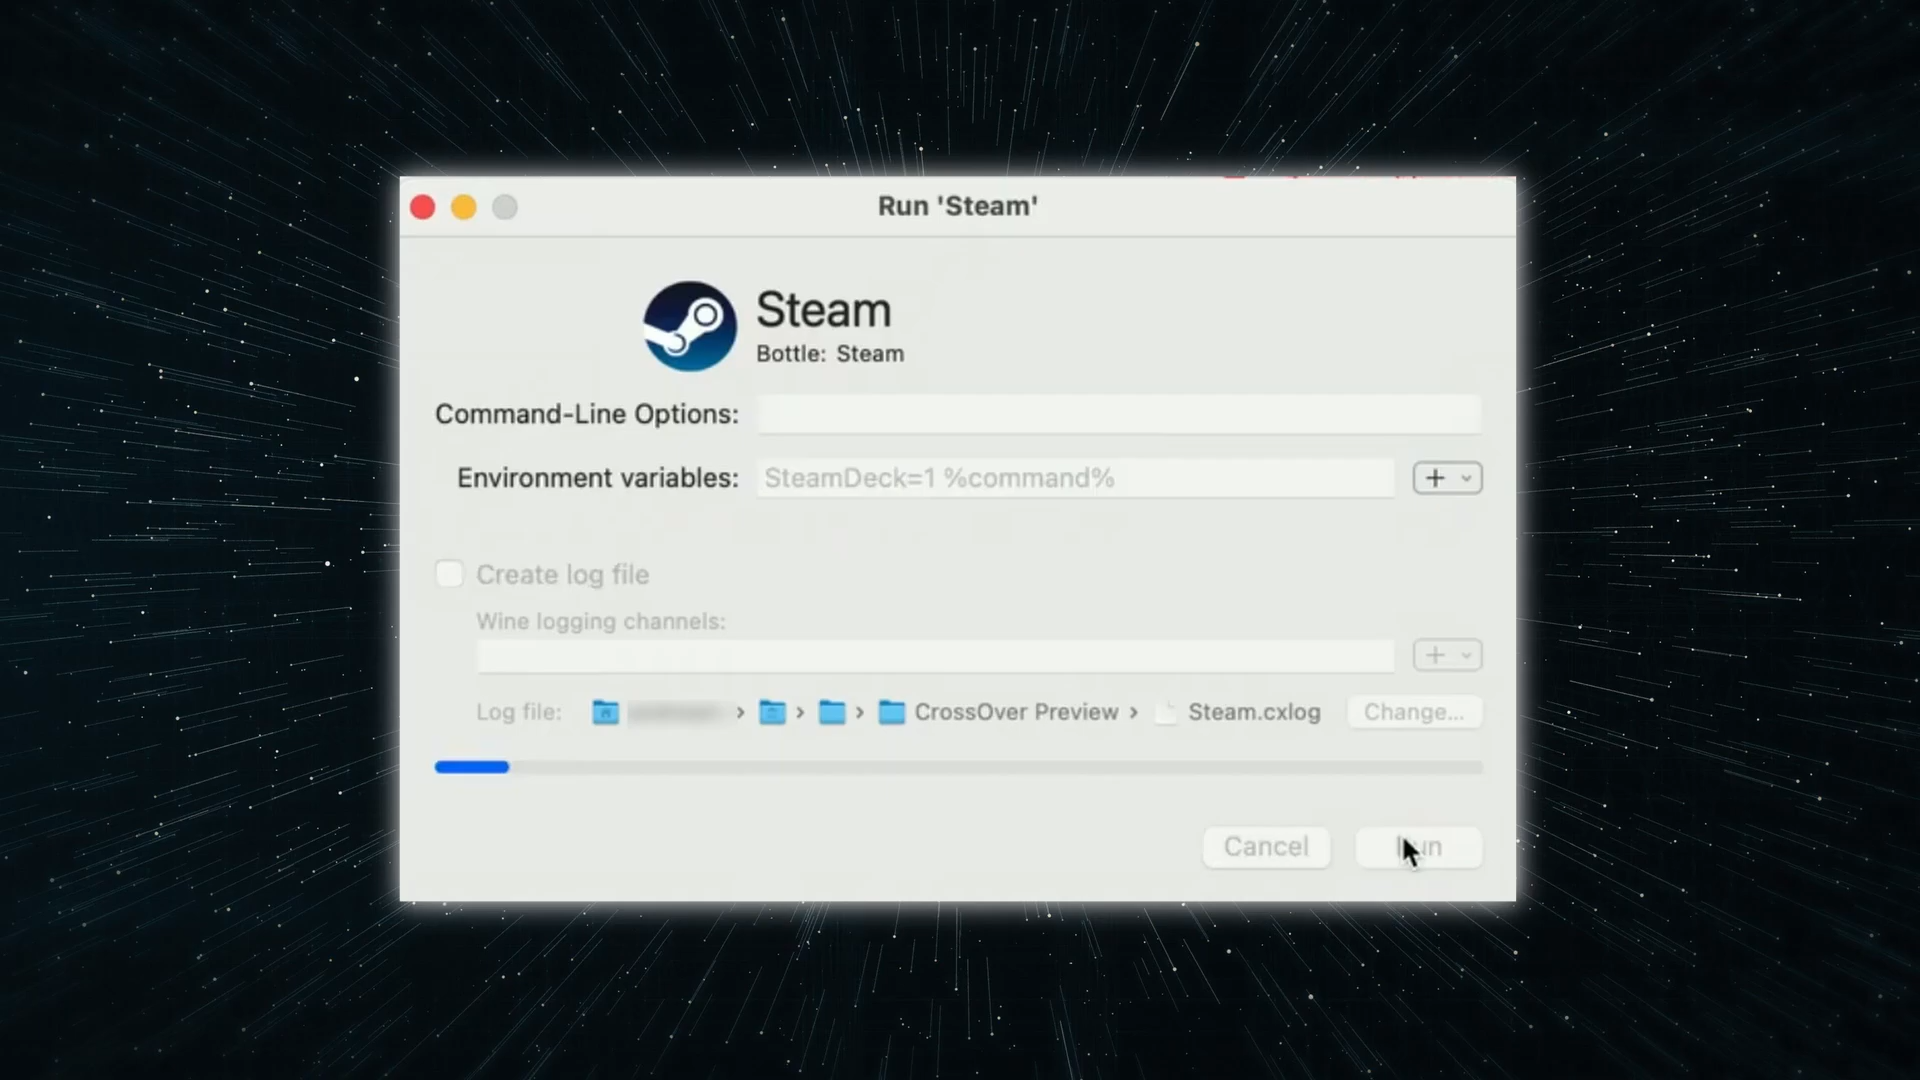 Run 'Steam'
Steam
Bottle: Steam
Command-Line Options:
Environment variables: SteamDeck=1 %command%
Create log file
Wine logging channels:
Log file: CrossOver Preview Steam.cxlog Change...
Cancel